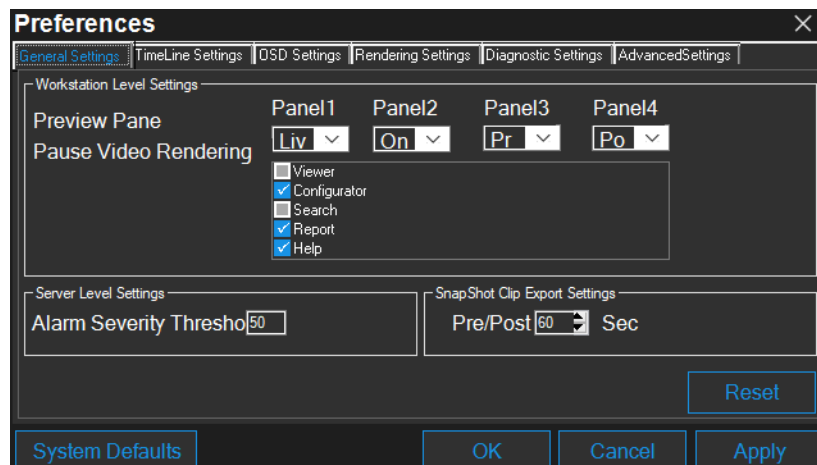 Preferences
General Settings TimeLine Settings OSD Settings Rendering Settings Diagnostic Settings AdvancedSettings
Workstation Level Settings
Panel1 Panel2 Panel3 Panel4
Preview Pane
Liv On Pr Po
Pause Video Rendering
Viewer
Configurator
Search
Report
Help
Server Level Settings
Alarm Severity Thresho 50
SnapShot Clip Export Settings
Pre/Post 60 Sec
Reset
System Defaults OK Cancel Apply